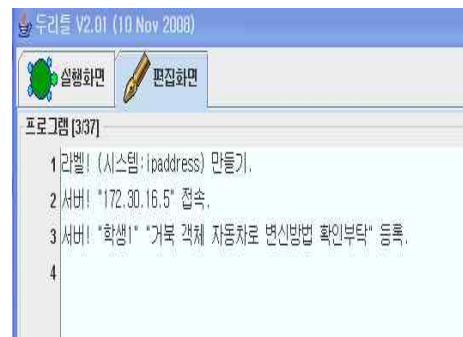 두리틀 V2.01 (10 Nov 2008)
실행화면 편집화면
프로그램 [3/37]
1 라벨! (시스템:ipaddress) 만들기.
2 서버! "172.30.16.5" 접속.
3 서버! "학생1" "거북 객체 자동차로 변신방법 확인부탁" 등록.
4